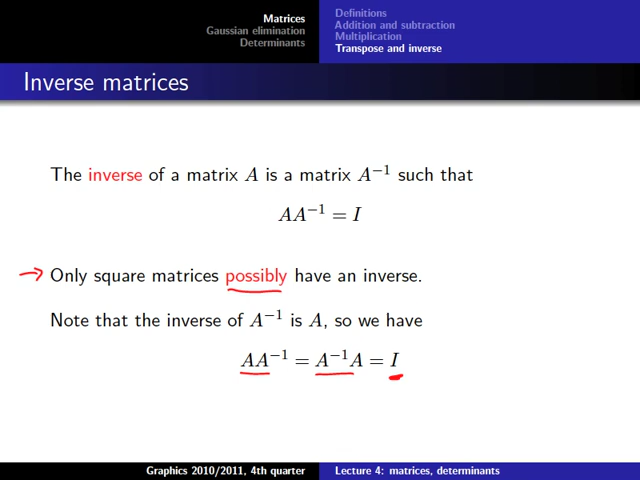 Matrices
Gaussian elimination
Determinants
Definitions
Addition and subtraction
Multiplication
Transpose and inverse
Inverse matrices
The inverse of a matrix A is a matrix A⁻¹ such that
AA⁻¹ = I
→ Only square matrices possibly have an inverse.
Note that the inverse of A⁻¹ is A, so we have
AA⁻¹ = A⁻¹A = I
Graphics 2010/2011, 4th quarter
Lecture 4: matrices, determinants